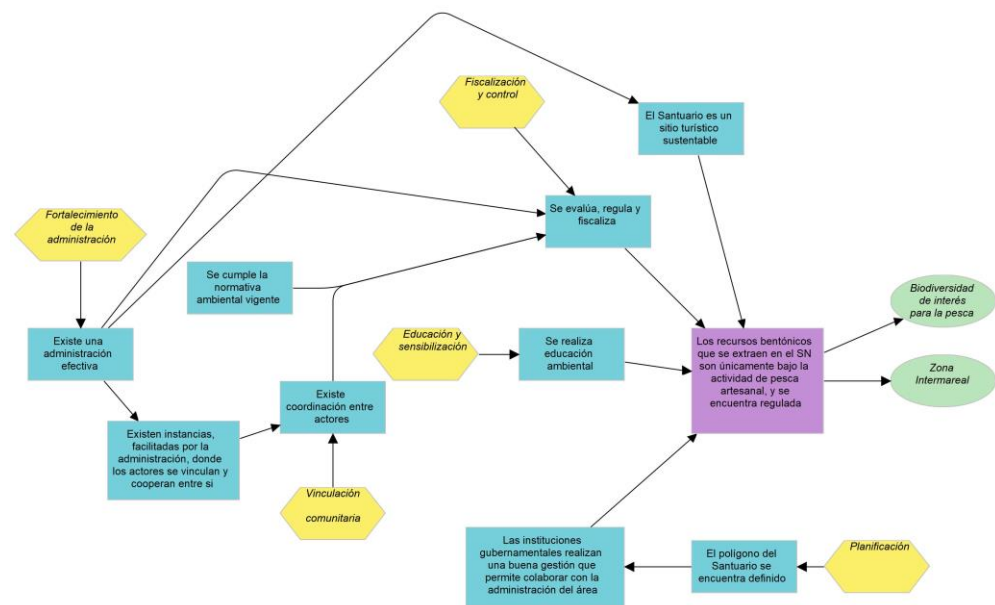 Fiscalización
y control
El Santuario es un
sitio turístico
sustentable
Fortalecimiento
de la
administración
Se evalúa, regula y
fiscaliza
Se cumple la
normativa
ambiental vigente
Biodiversidad
de interés
para la pesca
Existe una
administración
efectiva
Educación y
sensibilización
Se realiza
educación
ambiental
Los recursos bentónicos
que se extraen en el SN
son únicamente bajo la
actividad de pesca
artesanal, y se
encuentra regulada
Zona
Intermareal
Existe
coordinación entre
actores
Existen instancias,
facilitadas por la
administración, donde
los actores se vinculan y
cooperan entre si
Vinculación
comunitaria
Las instituciones
gubernamentales realizan
una buena gestión que
permite colaborar con la
administración del área
El polígono del
Santuario se
encuentra definido
Planificación